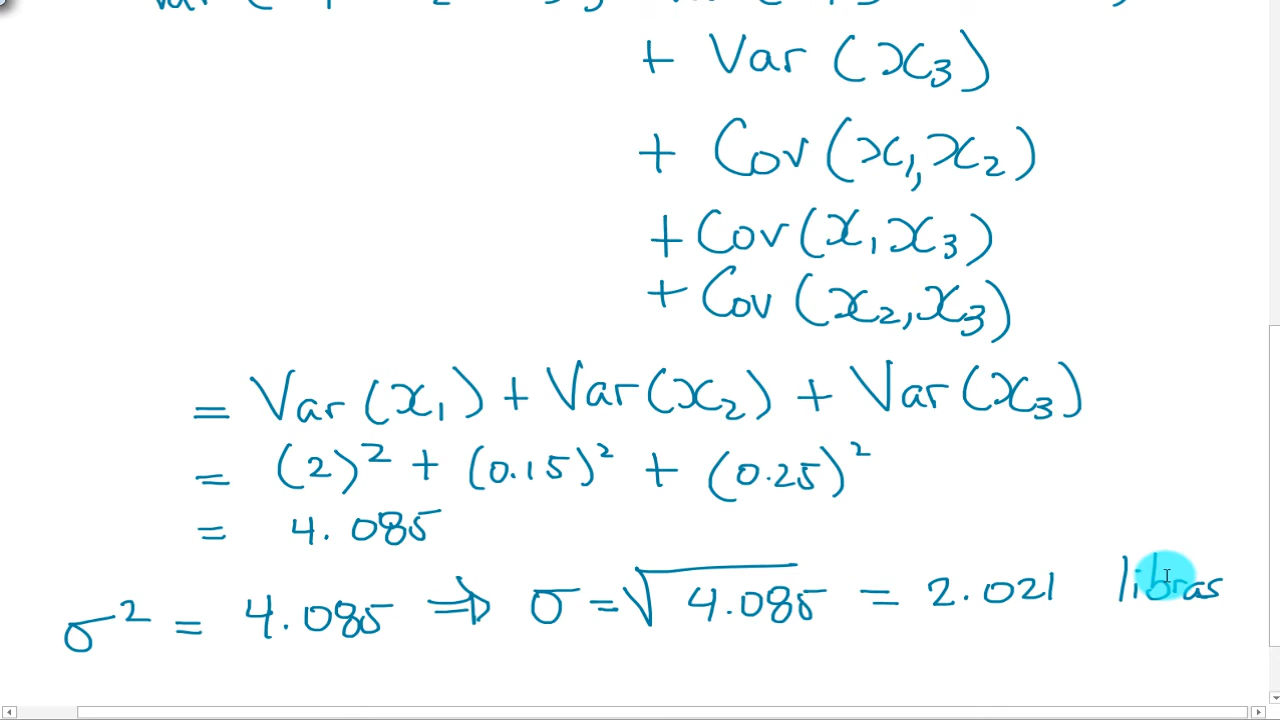 + Var (x₃)
+ Cov (x₁, x₂)
+ Cov (x₁ x₃)
+ Cov (x₂, x₃)
= Var (x₁) + Var (x₂) + Var (x₃)
= (2)² + (0.15)² + (0.25)²
= 4.085
σ² = 4.085 ⇒ σ = √4.085 = 2.021 libras